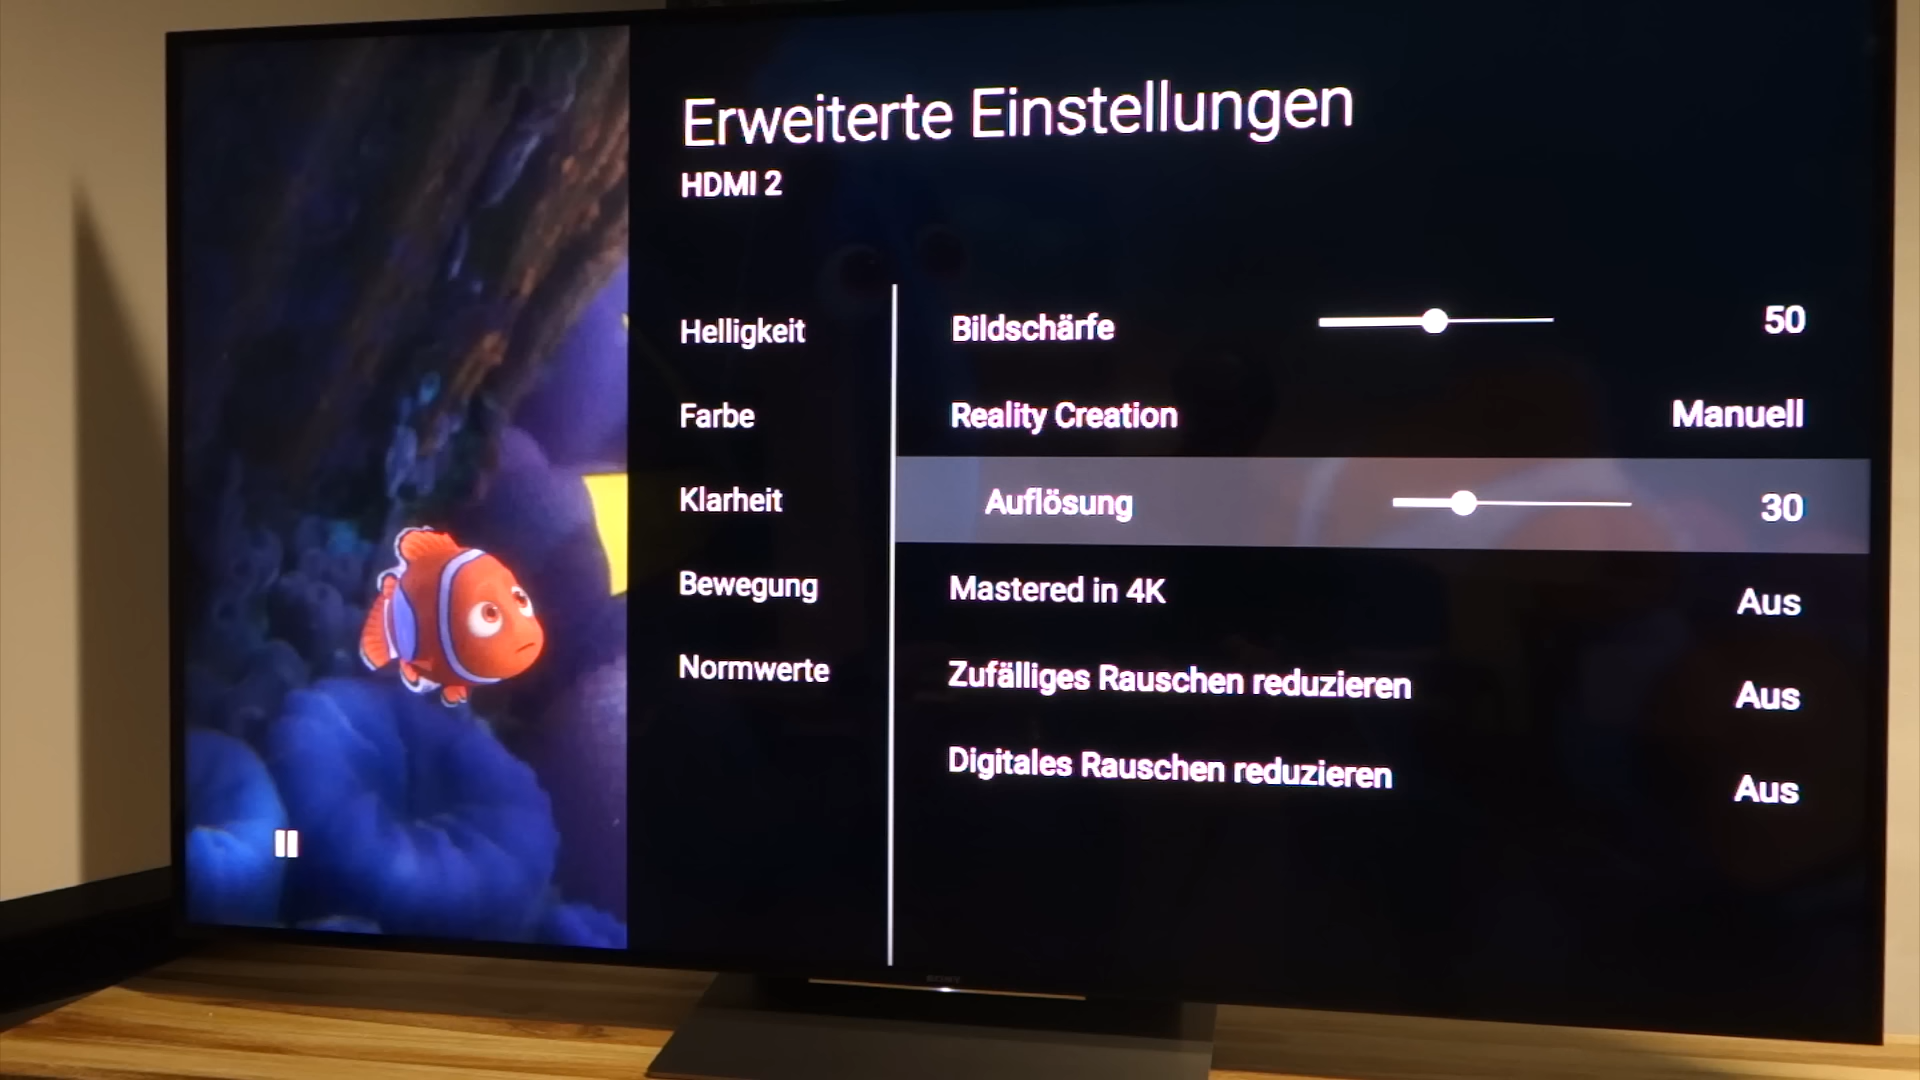 Erweiterte Einstellungen
HDMI 2
Helligkeit
Farbe
Klarheit
Bewegung
Normwerte
Bildschärfe 50
Reality Creation Manuell
Auflösung 30
Mastered in 4K Aus
Zufälliges Rauschen reduzieren Aus
Digitales Rauschen reduzieren Aus
SONY